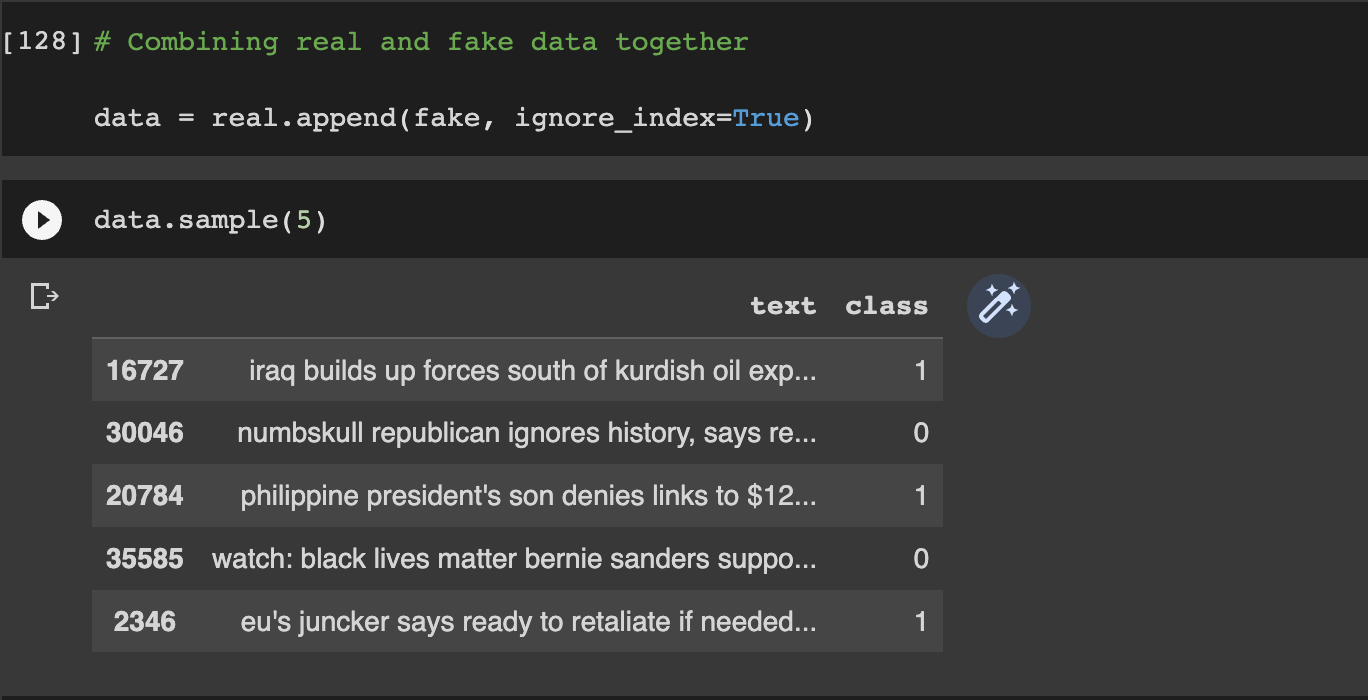 [128] # Combining real and fake data together
data = real.append(fake, ignore_index=True)
data.sample(5)
text class
16727 iraq builds up forces south of kurdish oil exp... 1
30046 numbskull republican ignores history, says re... 0
20784 philippine president's son denies links to $12... 1
35585 watch: black lives matter bernie sanders suppo... 0
2346 eu's juncker says ready to retaliate if needed... 1